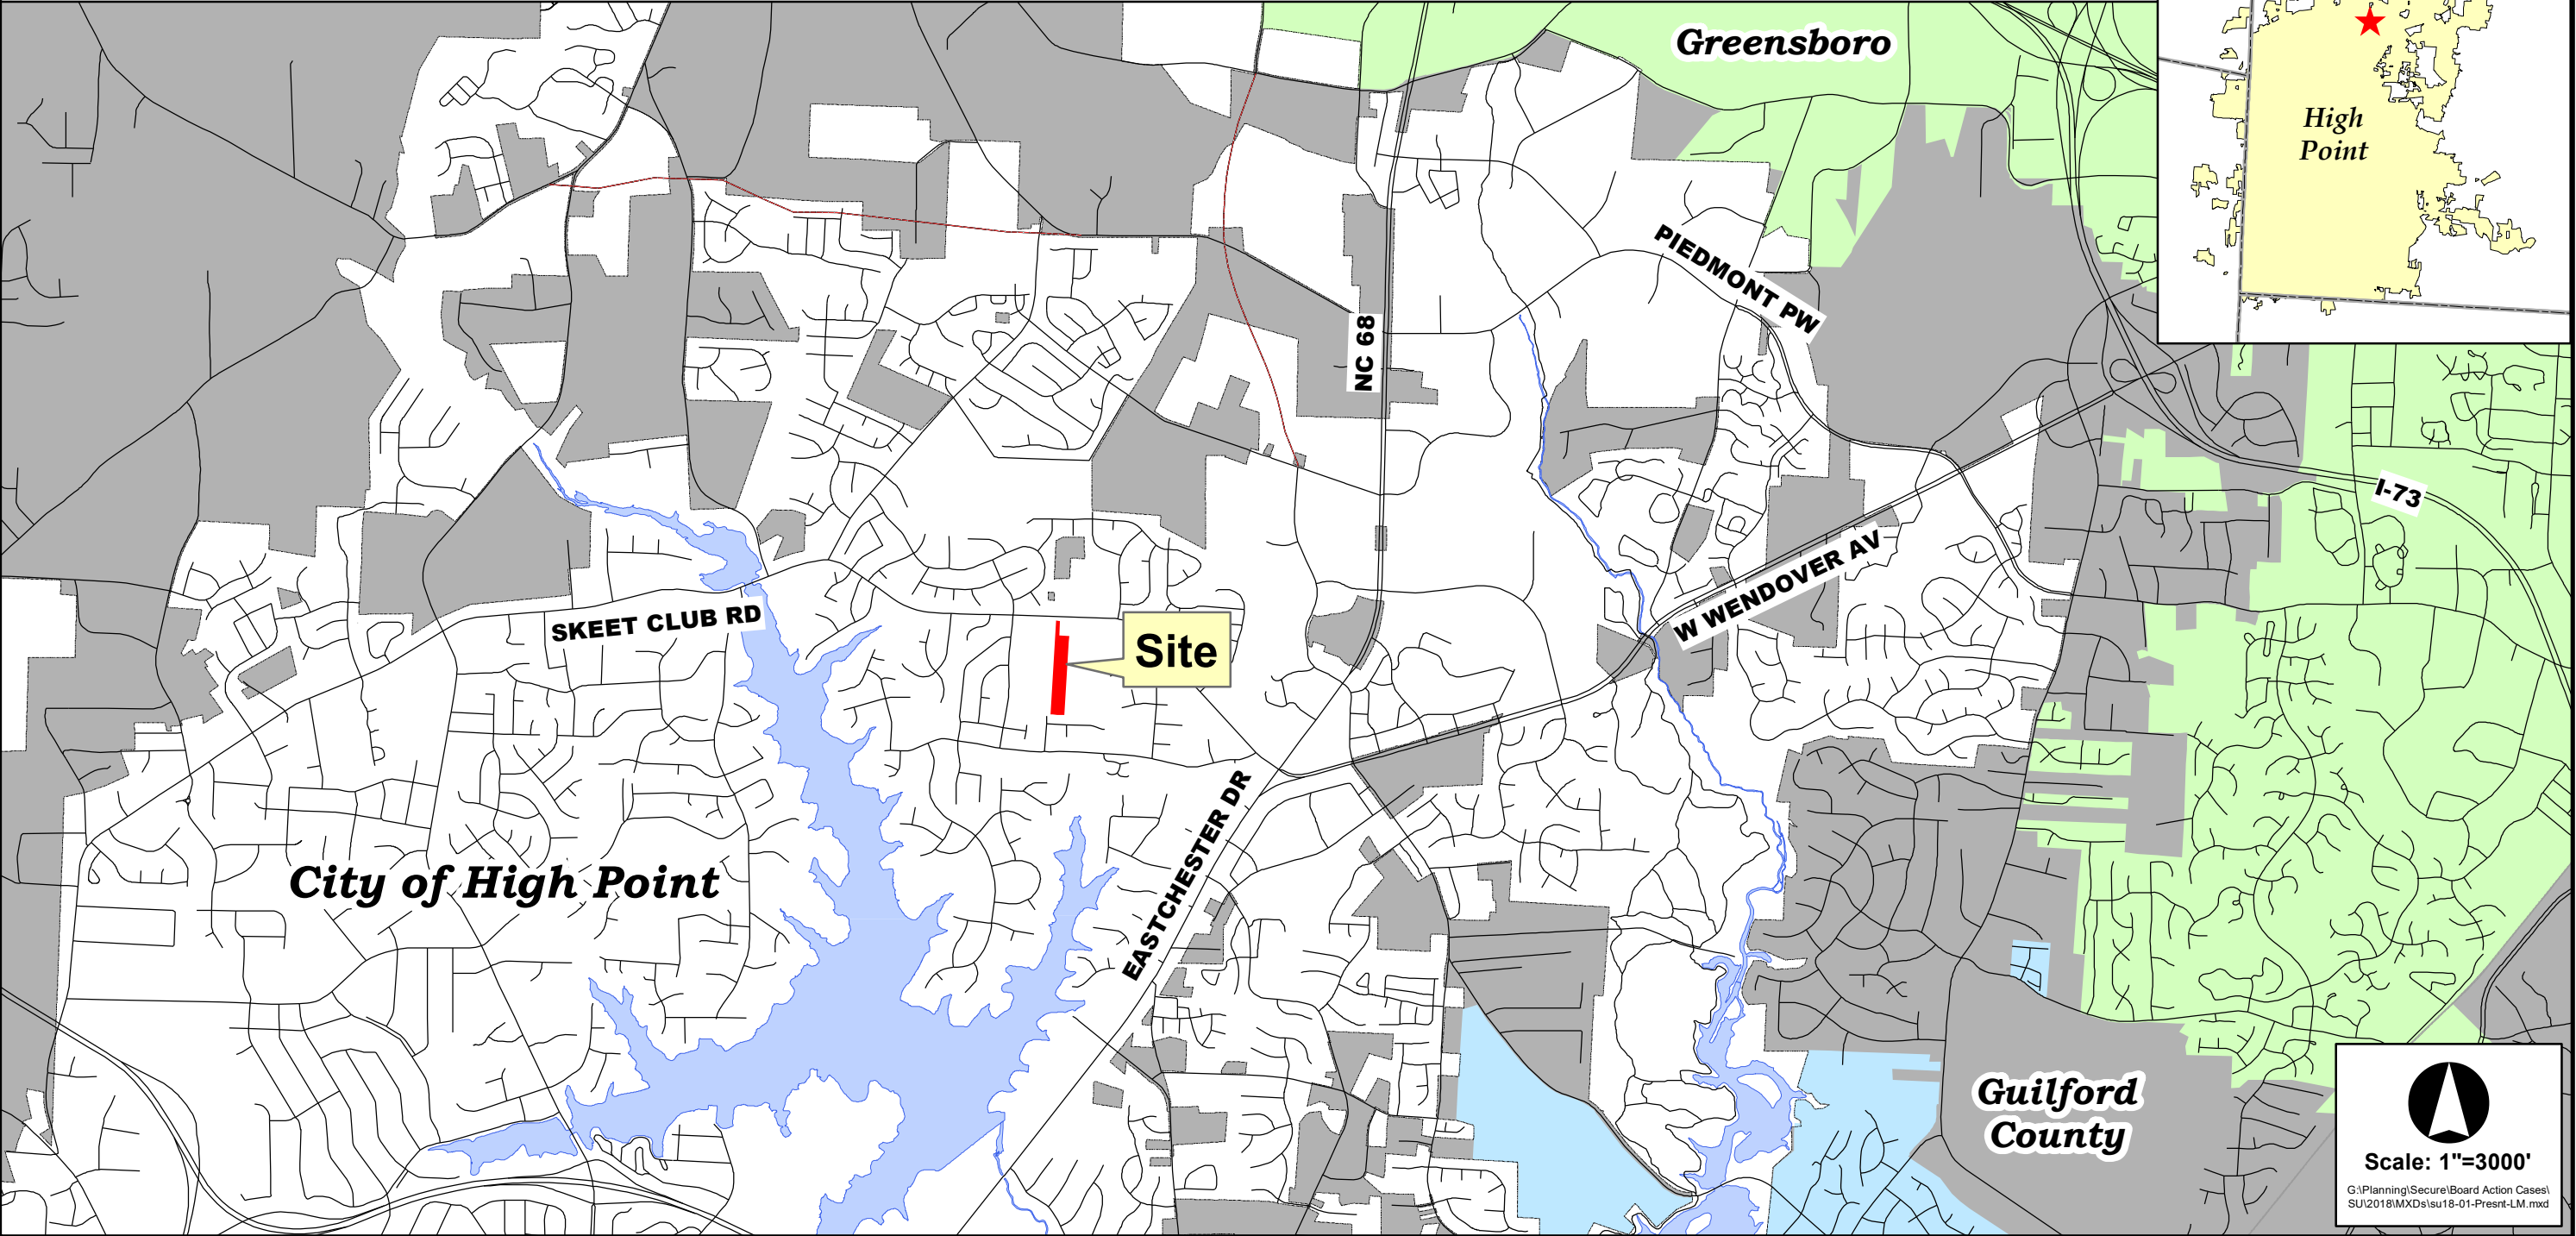 Greensboro
High
Point
PIEDMONT PW
NC 68
I-73
W WENDOVER AV
SKEET CLUB RD
Site
EASTCHESTER DR
City of High Point
Guilford
County
Scale: 1"=3000'
G:\Planning\Secure\Board Action Cases\
SU\2018\MXDs\su18-01-Presnt-LM.mxd